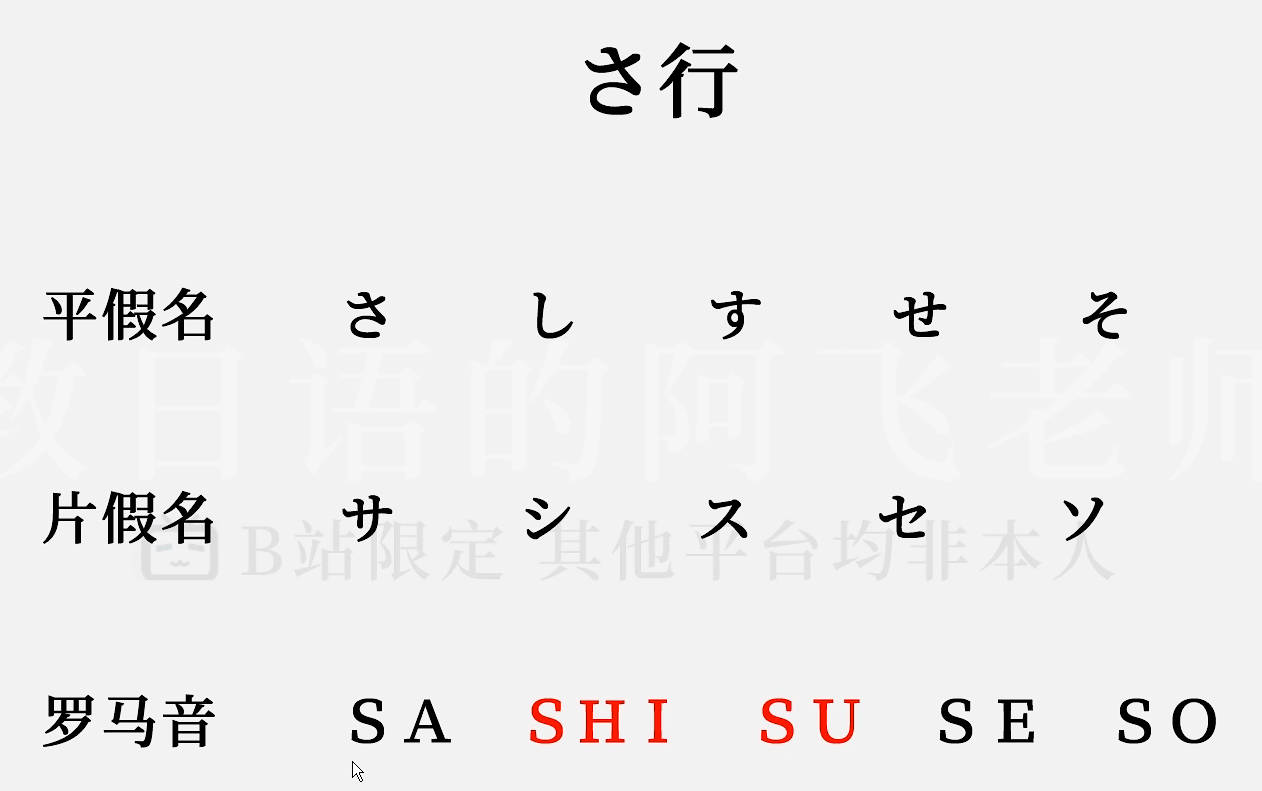 さ行
平假名 さ し す せ そ
教日语的阿飞老师
片假名 サ シ ス セ ソ
B站限定 其他平台均非本人
罗马音 SA SHI SU SE SO